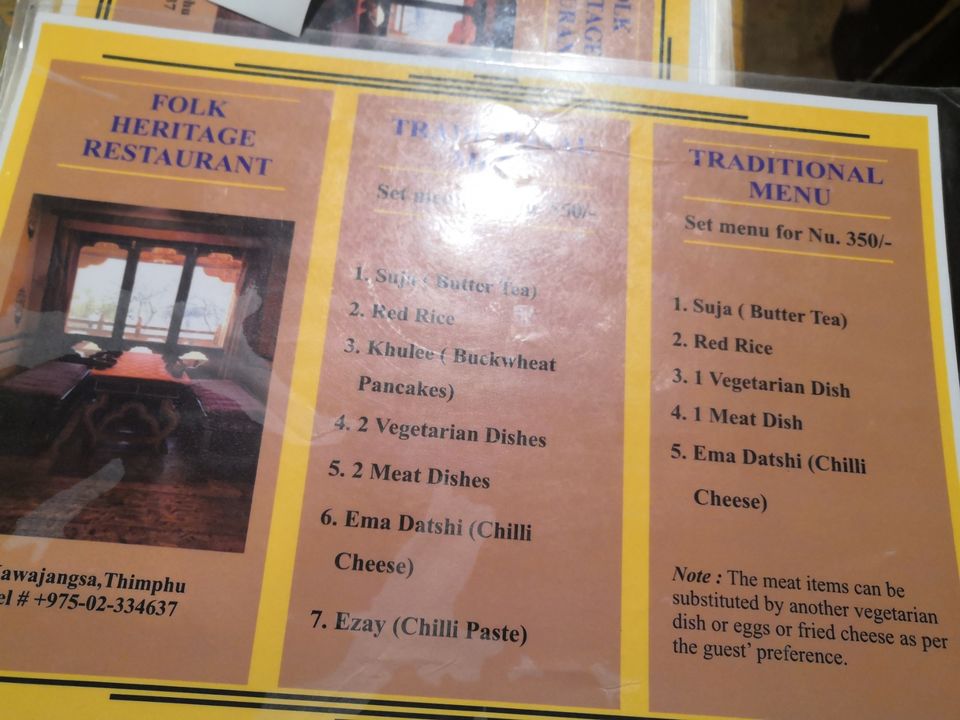 FOLK
HERITAGE
RESTAURANT
awajangsa,Thimphu
el # +975-02-334637
TRADITIONAL
Set
50/-
1. Suja ( Butter Tea)
2. Red Rice
3. Khulee ( Buckwheat
Pancakes)
4. 2 Vegetarian Dishes
5. 2 Meat Dishes
6. Ema Datshi (Chilli
Cheese)
7. Ezay (Chilli Paste)
TRADITIONAL
MENU
Set menu for Nu. 350/-
1. Suja ( Butter Tea)
2. Red Rice
3. 1 Vegetarian Dish
4. 1 Meat Dish
5. Ema Datshi (Chilli
Cheese)
Note : The meat items can be
substituted by another vegetarian
dish or eggs or fried cheese as per
the guest' preference.